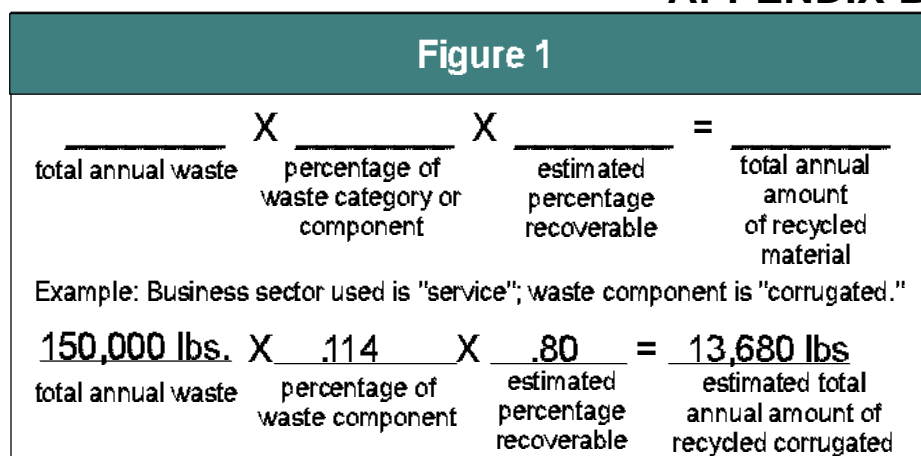 Figure 1
________ X ________ X ________ = ________
total annual waste percentage of waste category or component estimated percentage recoverable total annual amount of recycled material
Example: Business sector used is "service"; waste component is "corrugated."
150,000 lbs. X .114 X .80 = 13,680 lbs
total annual waste percentage of waste component estimated percentage recoverable estimated total annual amount of recycled corrugated